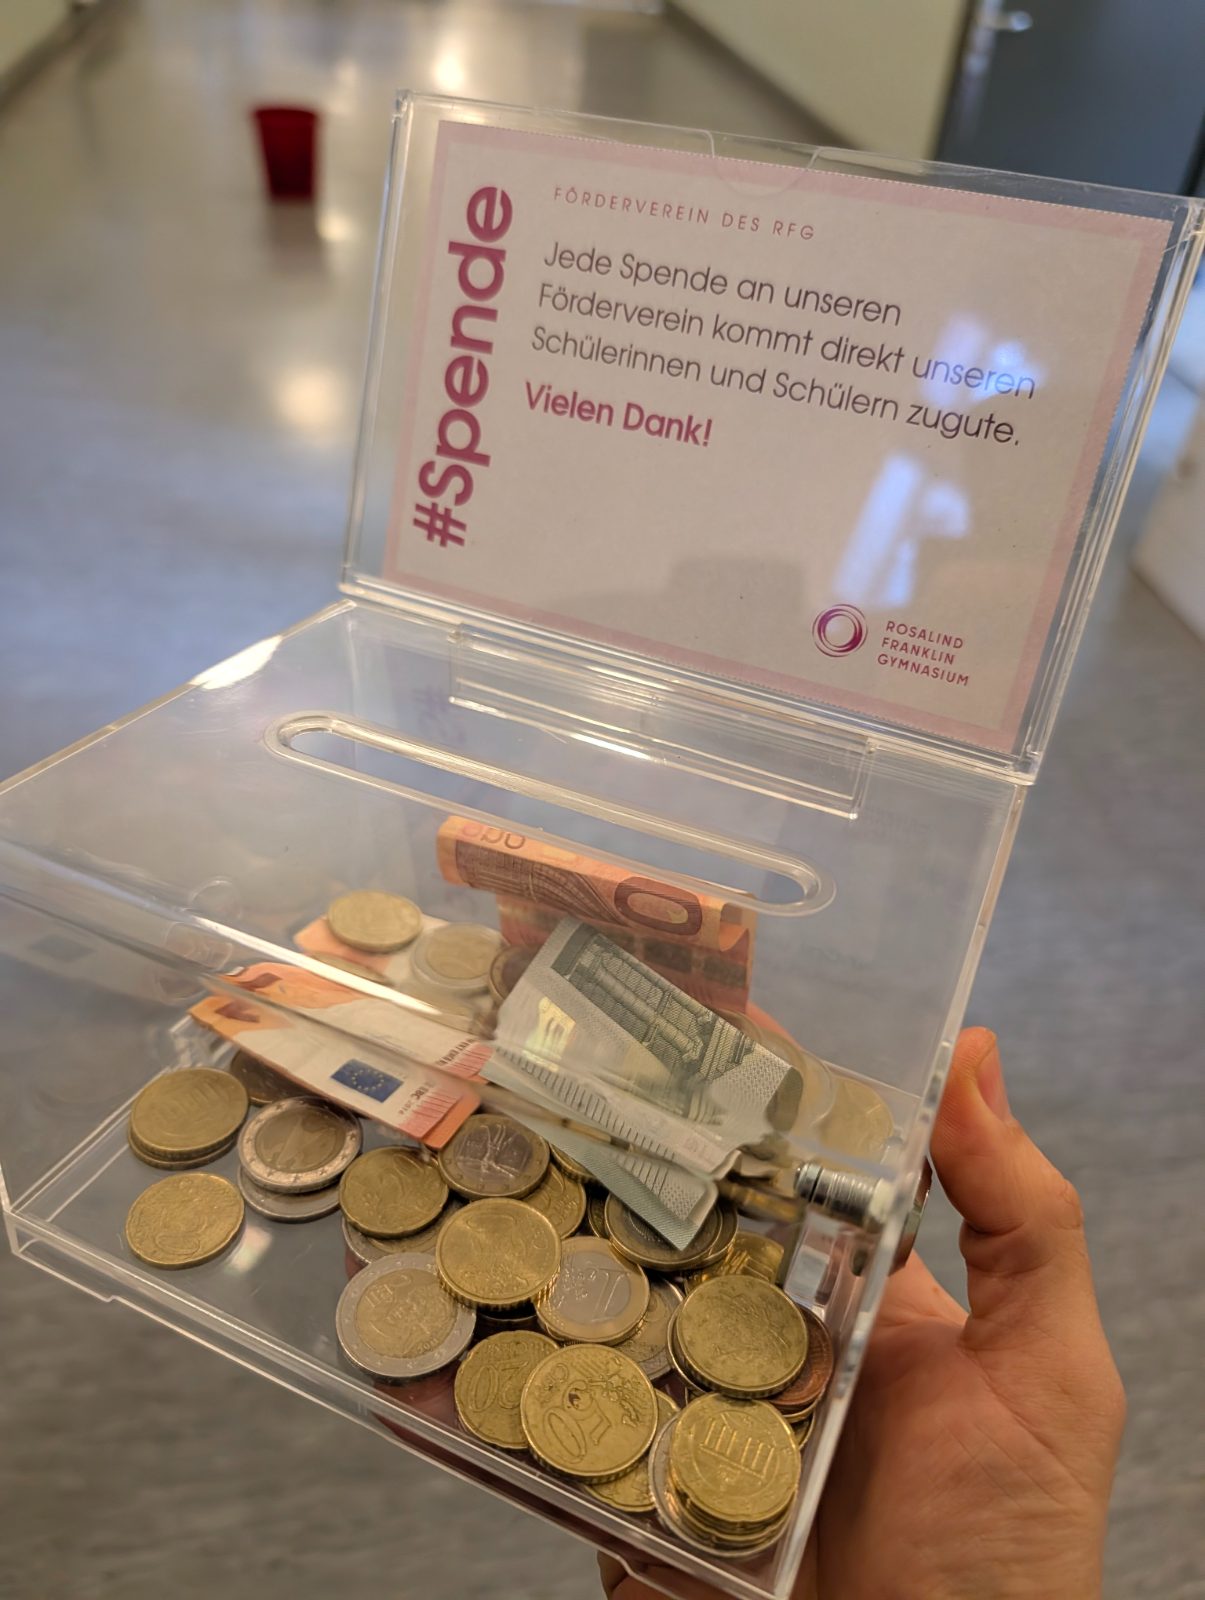 #Spende
FÖRDERVEREIN DES RFG
Jede Spende an unseren
Förderverein kommt direkt unseren
Schülerinnen und Schülern zugute.
Vielen Dank!
ROSALIND
FRANKLIN
GYMNASIUM